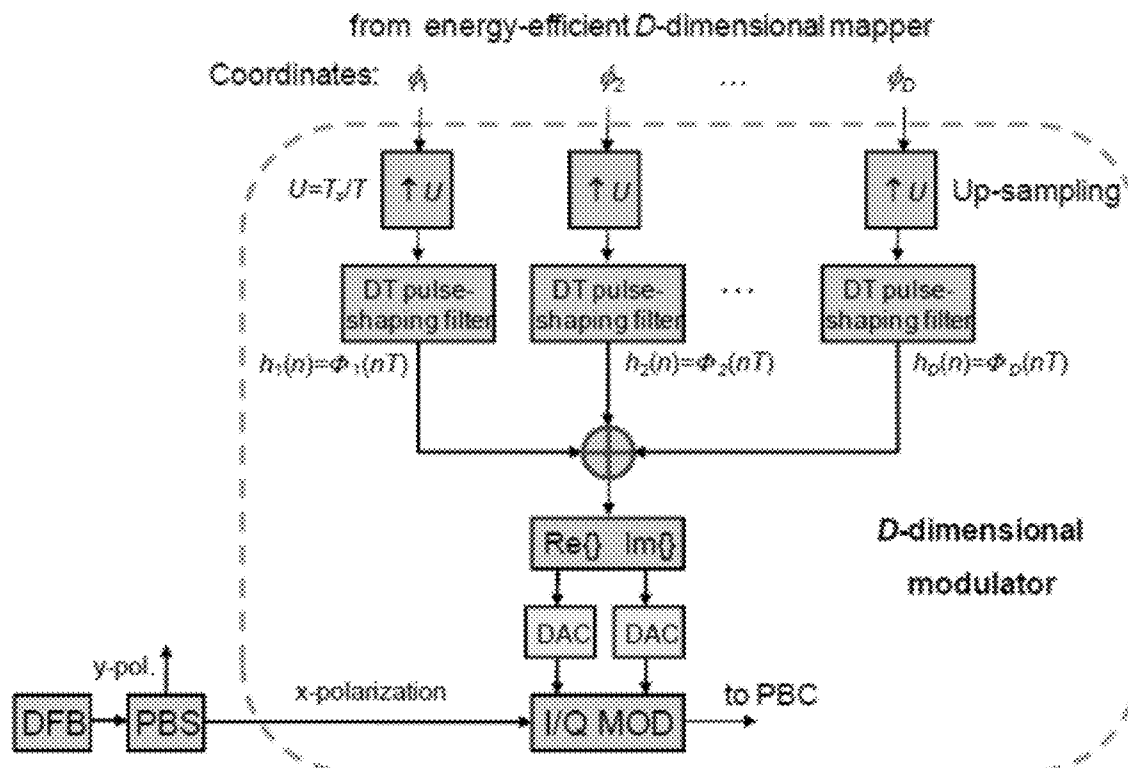 from energy-efficient D-dimensional mapper
Coordinates: ϕ1 ϕ2 ... ϕD
U=Ts/T ↑ U ↑ U ↑ U Up-sampling
DT pulse-shaping filter DT pulse-shaping filter ... DT pulse-shaping filter
h1(n)=Φ1(nT) h2(n)=Φ2(nT) hD(n)=ΦD(nT)
Re{} Im{}
D-dimensional
modulator
DAC DAC
y-pol.
x-polarization
to PBC
DFB PBS I/Q MOD